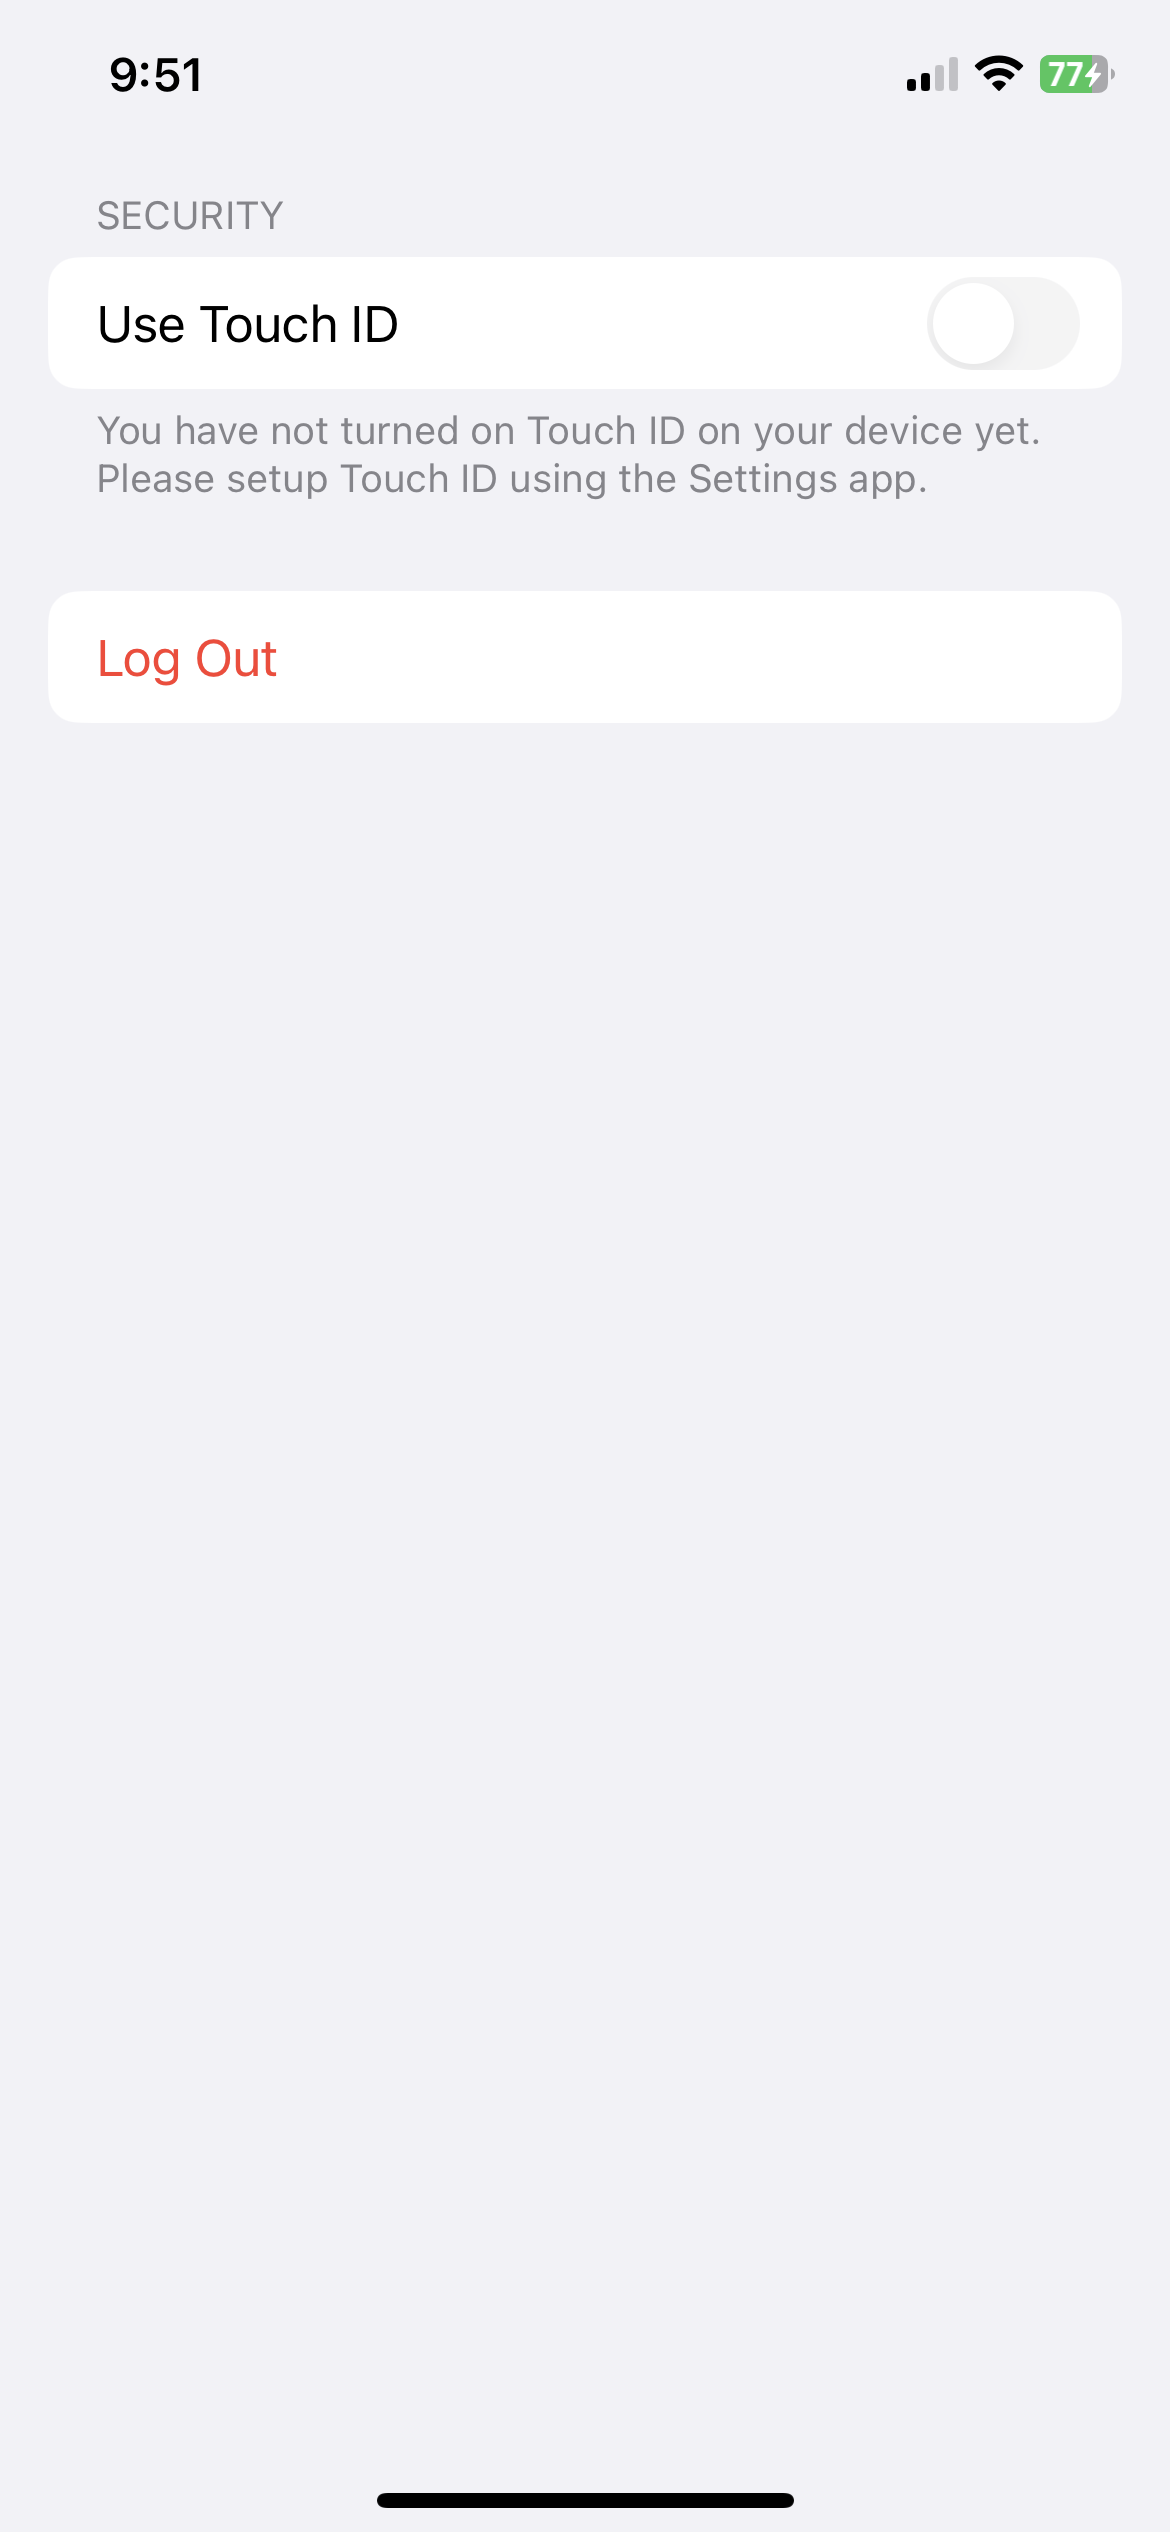 9:51
77
SECURITY
Use Touch ID
You have not turned on Touch ID on your device yet.
Please setup Touch ID using the Settings app.
Log Out